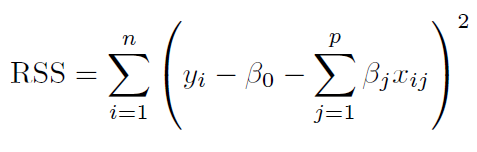 RSS = \sum_{i=1}^{n} \left( y_i - \beta_0 - \sum_{j=1}^{p} \beta_j x_{ij} \right)^2